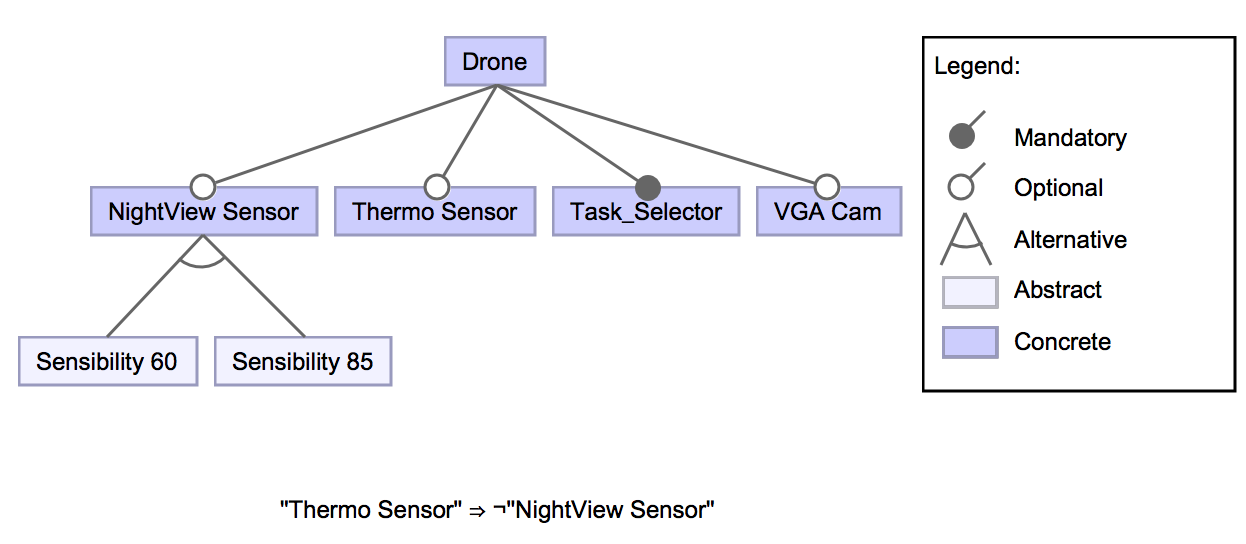 Drone
Legend:
Mandatory
Optional
NightView Sensor
Thermo Sensor
Task_Selector
VGA Cam
Alternative
Abstract
Concrete
Sensibility 60
Sensibility 85
"Thermo Sensor" ⇒ ¬"NightView Sensor"